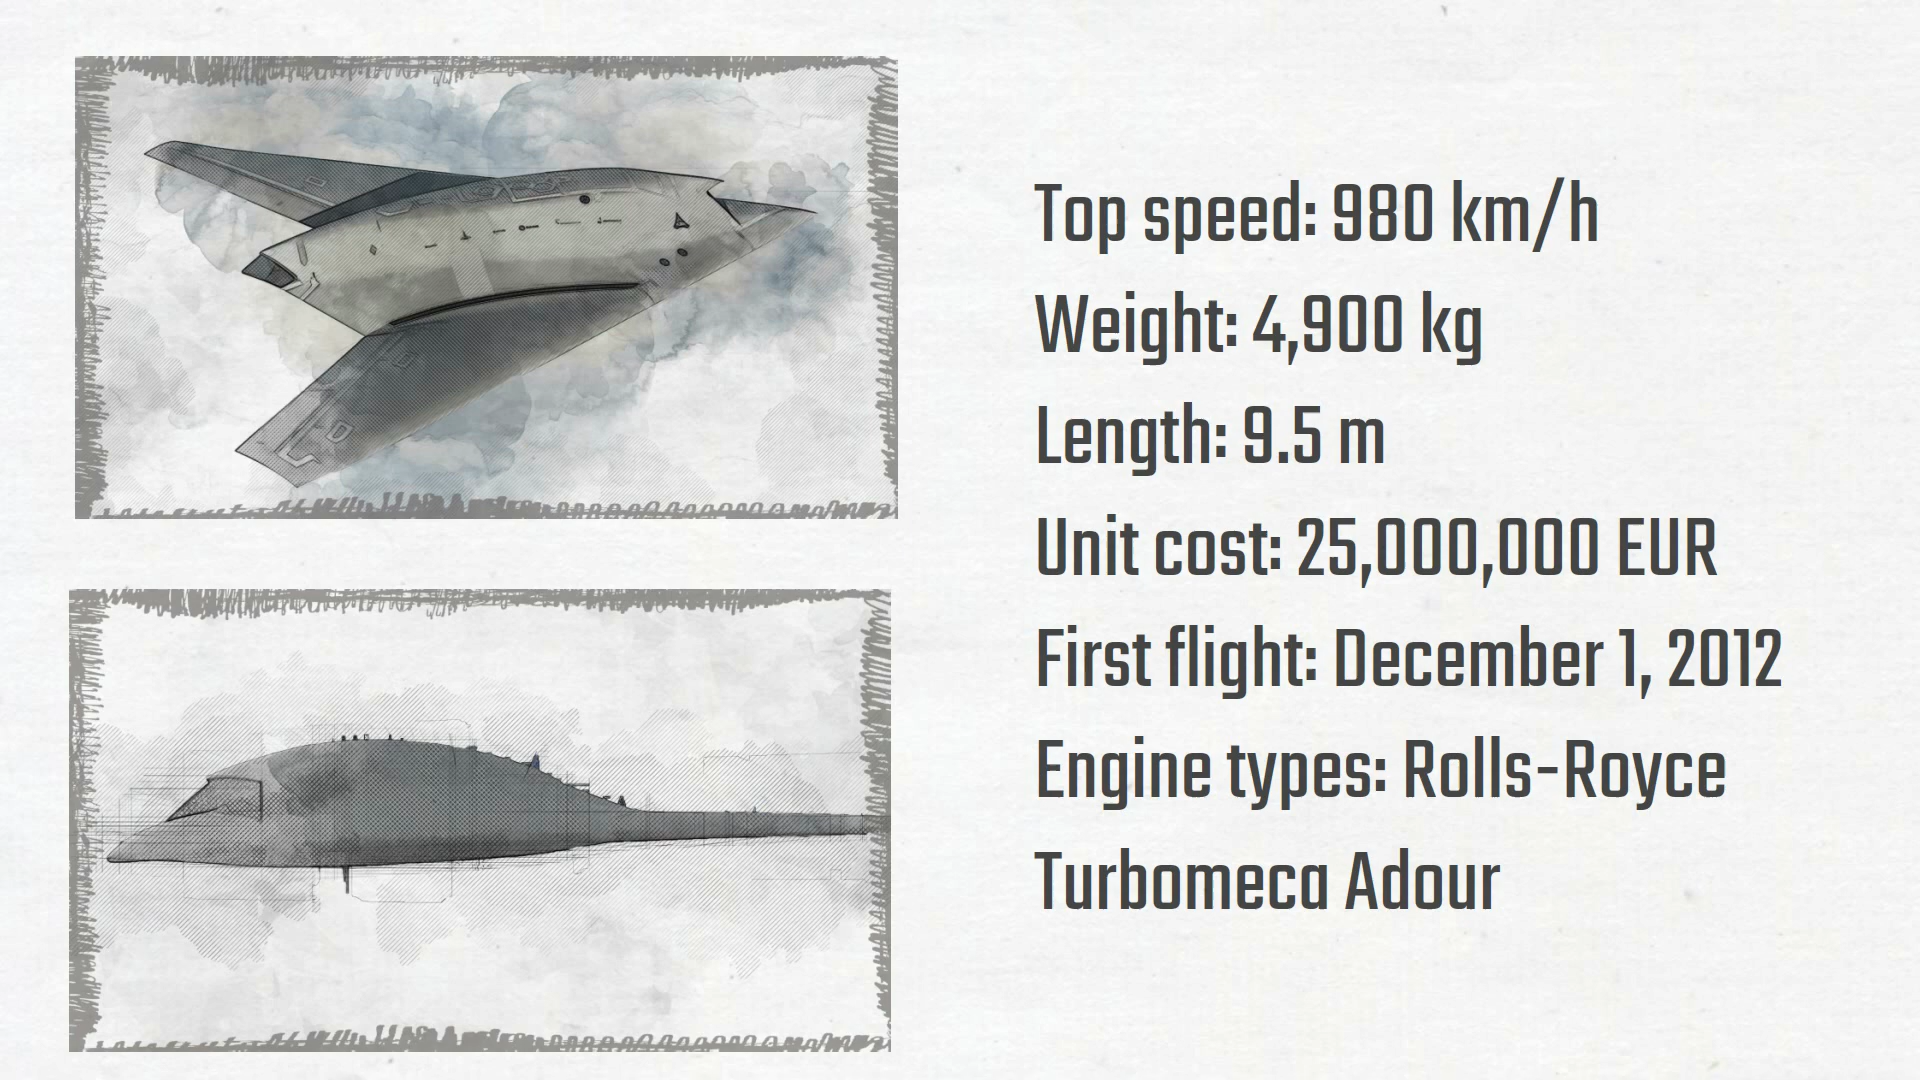 Top speed: 980 km/h
Weight: 4,900 kg
Length: 9.5 m
Unit cost: 25,000,000 EUR
First flight: December 1, 2012
Engine types: Rolls-Royce
Turbomeca Adour